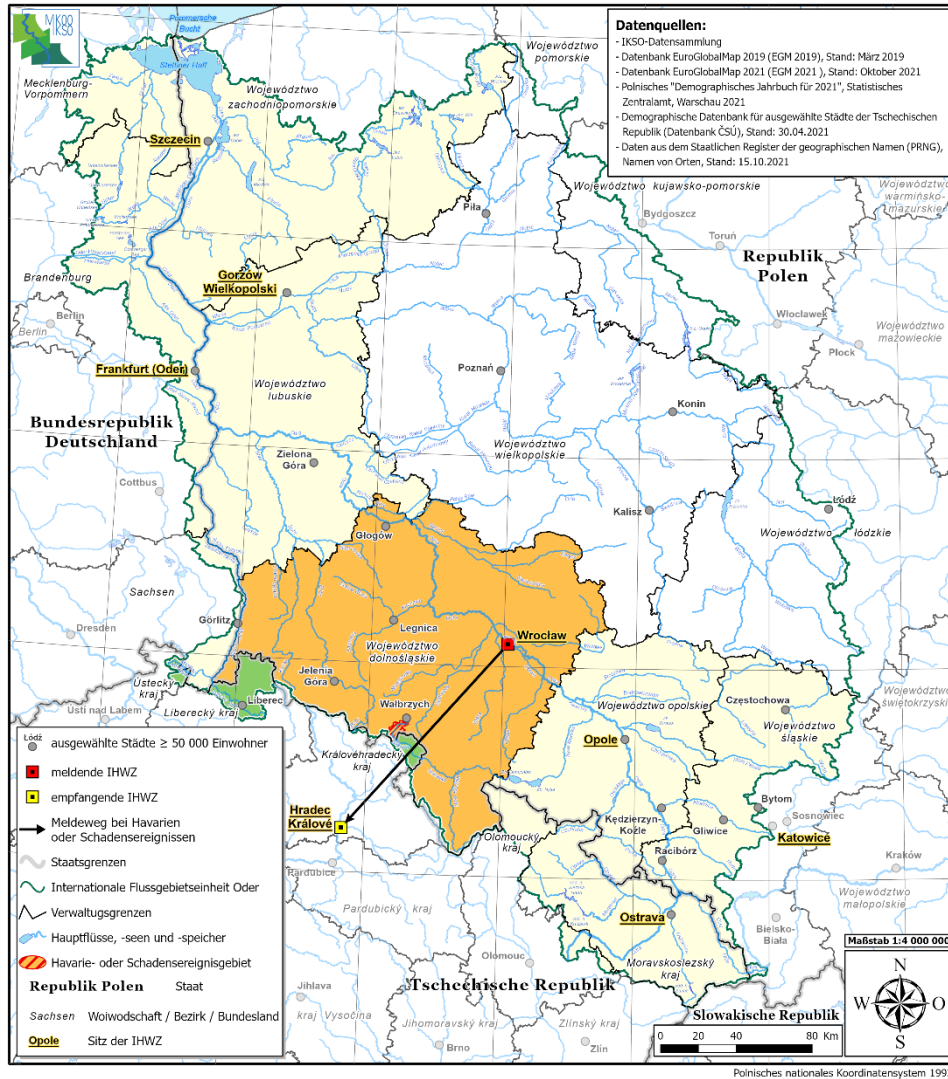 MKOO
IKSO
Pommersche
Bucht
Stettiner Haff
Mecklenburg-
Vorpommern
Województwo
zachodniopomorskie
Województwo
pomorskie
Datenquellen:
- IKSO-Datensammlung
- Datenbank EuroGlobalMap 2019 (EGM 2019), Stand: März 2019
- Datenbank EuroGlobalMap 2021 (EGM 2021 ), Stand: Oktober 2021
- Polnisches "Demographisches Jahrbuch für 2021", Statistisches
Zentralamt, Warschau 2021
- Demographische Datenbank für ausgewählte Städte der Tschechischen
Republik (Datenbank ČSÚ), Stand: 30.04.2021
- Daten aus dem Staatlichen Register der geographischen Namen (PRNG),
Namen von Orten, Stand: 15.10.2021
Szczecin
Piła
Województwo kujawsko-pomorskie
Województwo
warmińsko-
mazurskie
Bydgoszcz
Toruń
Republik
Polen
Brandenburg
Gorzów
Wielkopolski
Berlin
Berlin
Włocławek
Płock
Województwo
mazowieckie
Frankfurt (Oder)
Województwo
lubuskie
Poznań
Konin
Bundesrepublik
Deutschland
Województwo
wielkopolskie
Zielona
Góra
Cottbus
Kalisz
Łódź
Województwo
łódzkie
Głogów
Sachsen
Dresden
Görlitz
Legnica
Województwo
dolnośląskie
Wrocław
Jelenia
Góra
Wałbrzych
Ústecký
kraj
Ústí nad Labem
Liberec
Liberecký kraj
Královéhradecký
kraj
Województwo opolskie
Opole
Częstochowa
Województwo
śląskie
Województwo
świętokrzyskie
Hradec
Králové
Pardubice
Olomoucký
kraj
Kędzierzyn-
Koźle
Gliwice
Bytom
Sosnowiec
Katowice
Racibórz
Kraków
Województwo
małopolskie
Pardubický kraj
Ostrava
Bielsko-
Biała
Olomouc
Moravskoslezský
kraj
Tschechische Republik
Jihlava
kraj Vysočina
Jihomoravský kraj
Brno
Zlínský kraj
Zlín
Slowakische Republik
Łódź
ausgewählte Städte ≥ 50 000 Einwohner
meldende IHWZ
empfangende IHWZ
Meldeweg bei Havarien
oder Schadensereignissen
Staatsgrenzen
Internationale Flussgebietseinheit Oder
Verwaltungsgrenzen
Hauptflüsse, -seen und -speicher
Havarie- oder Schadensereignisgebiet
Republik Polen Staat
Sachsen Woiwodschaft / Bezirk / Bundesland
Opole Sitz der IHWZ
Maßstab 1:4 000 000
N
W O
S
0 20 40 80 Km
Polnisches nationales Koordinatensystem 199